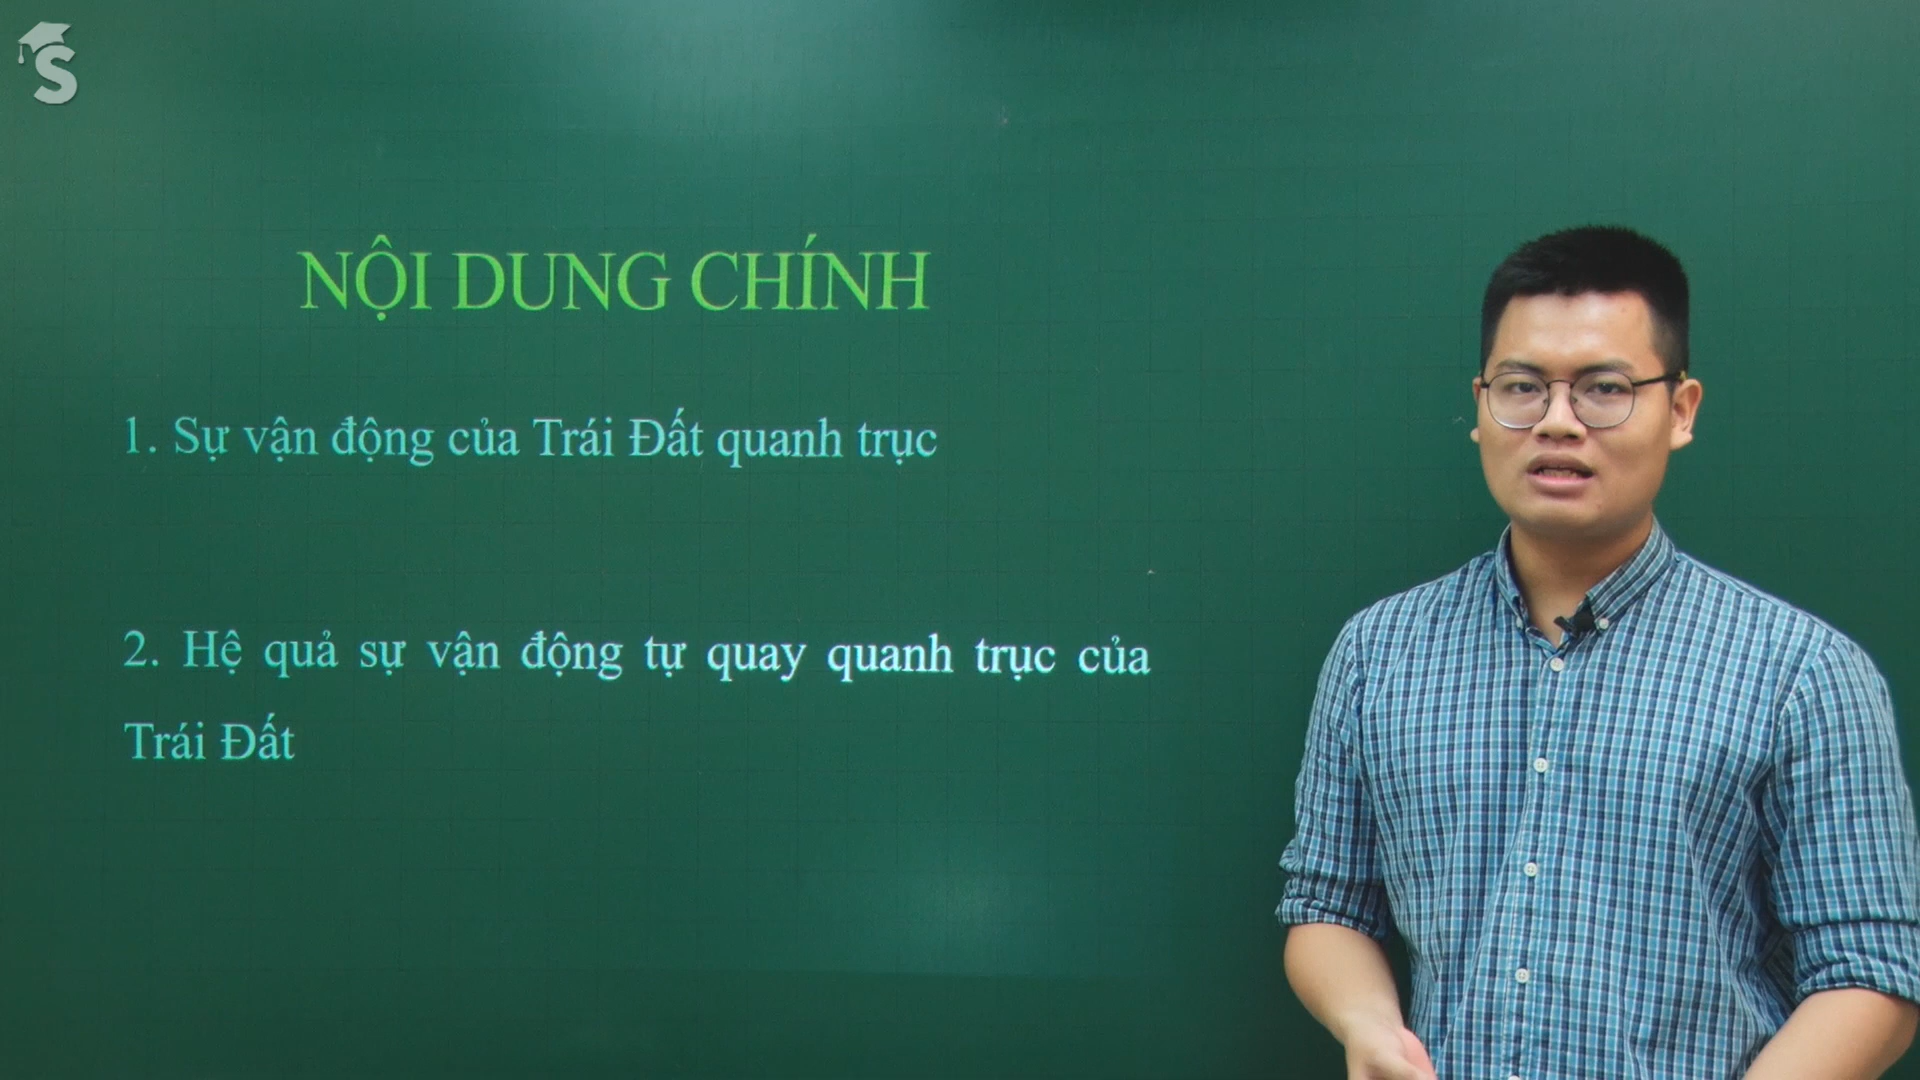 S
NỘI DUNG CHÍNH
1. Sự vận động của Trái Đất quanh trục
2. Hệ quả sự vận động tự quay quanh trục của
Trái Đất